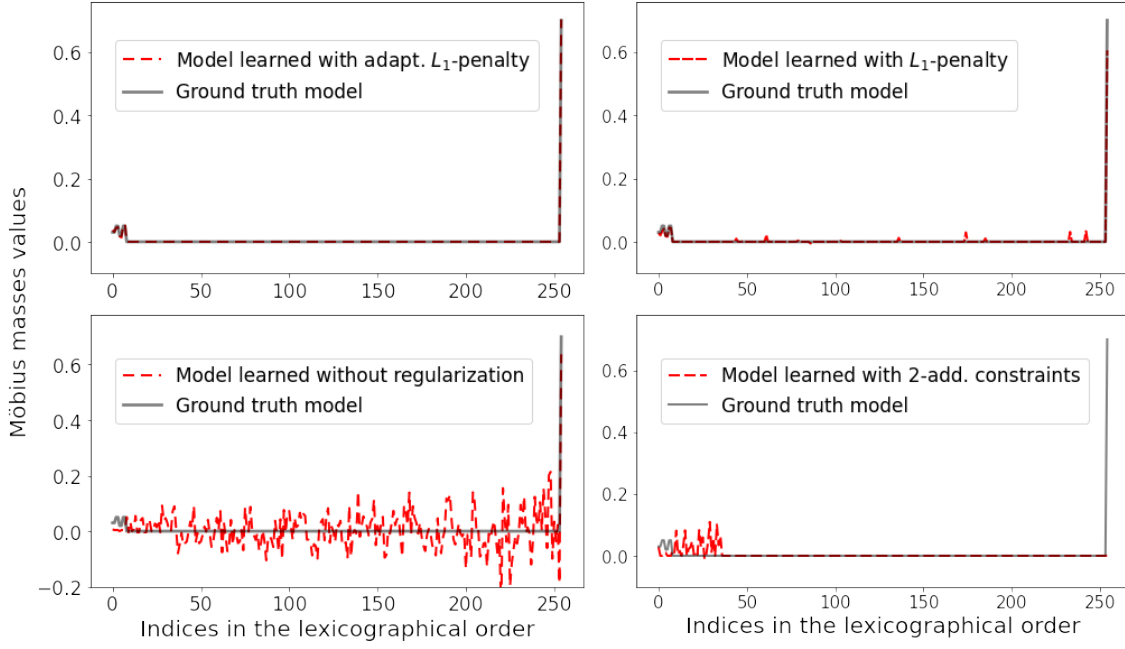 Möbius masses values
0.6
0.4
0.2
0.0
Model learned with adapt. L₁-penalty
Ground truth model
0 50 100 150 200 250
0.6
0.4
0.2
0.0
Model learned with L₁-penalty
Ground truth model
0 50 100 150 200 250
0.6
0.4
0.2
0.0
−0.2
Model learned without regularization
Ground truth model
0 50 100 150 200 250
Indices in the lexicographical order
0.6
0.4
0.2
0.0
Model learned with 2-add. constraints
Ground truth model
0 50 100 150 200 250
Indices in the lexicographical order